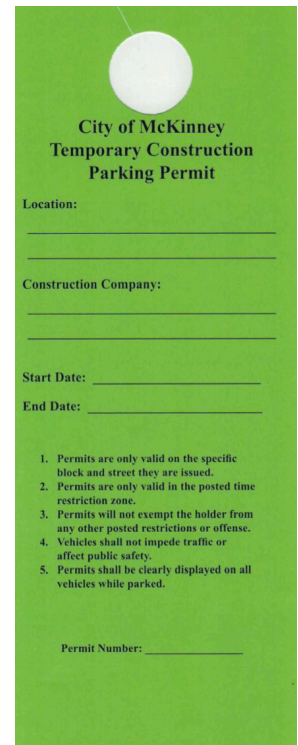 City of McKinney
Temporary Construction
Parking Permit
Location:
Construction Company:
Start Date:
End Date:
1. Permits are only valid on the specific
block and street they are issued.
2. Permits are only valid in the posted time
restriction zone.
3. Permits will not exempt the holder from
any other posted restrictions or offense.
4. Vehicles shall not impede traffic or
affect public safety.
5. Permits shall be clearly displayed on all
vehicles while parked.
Permit Number: